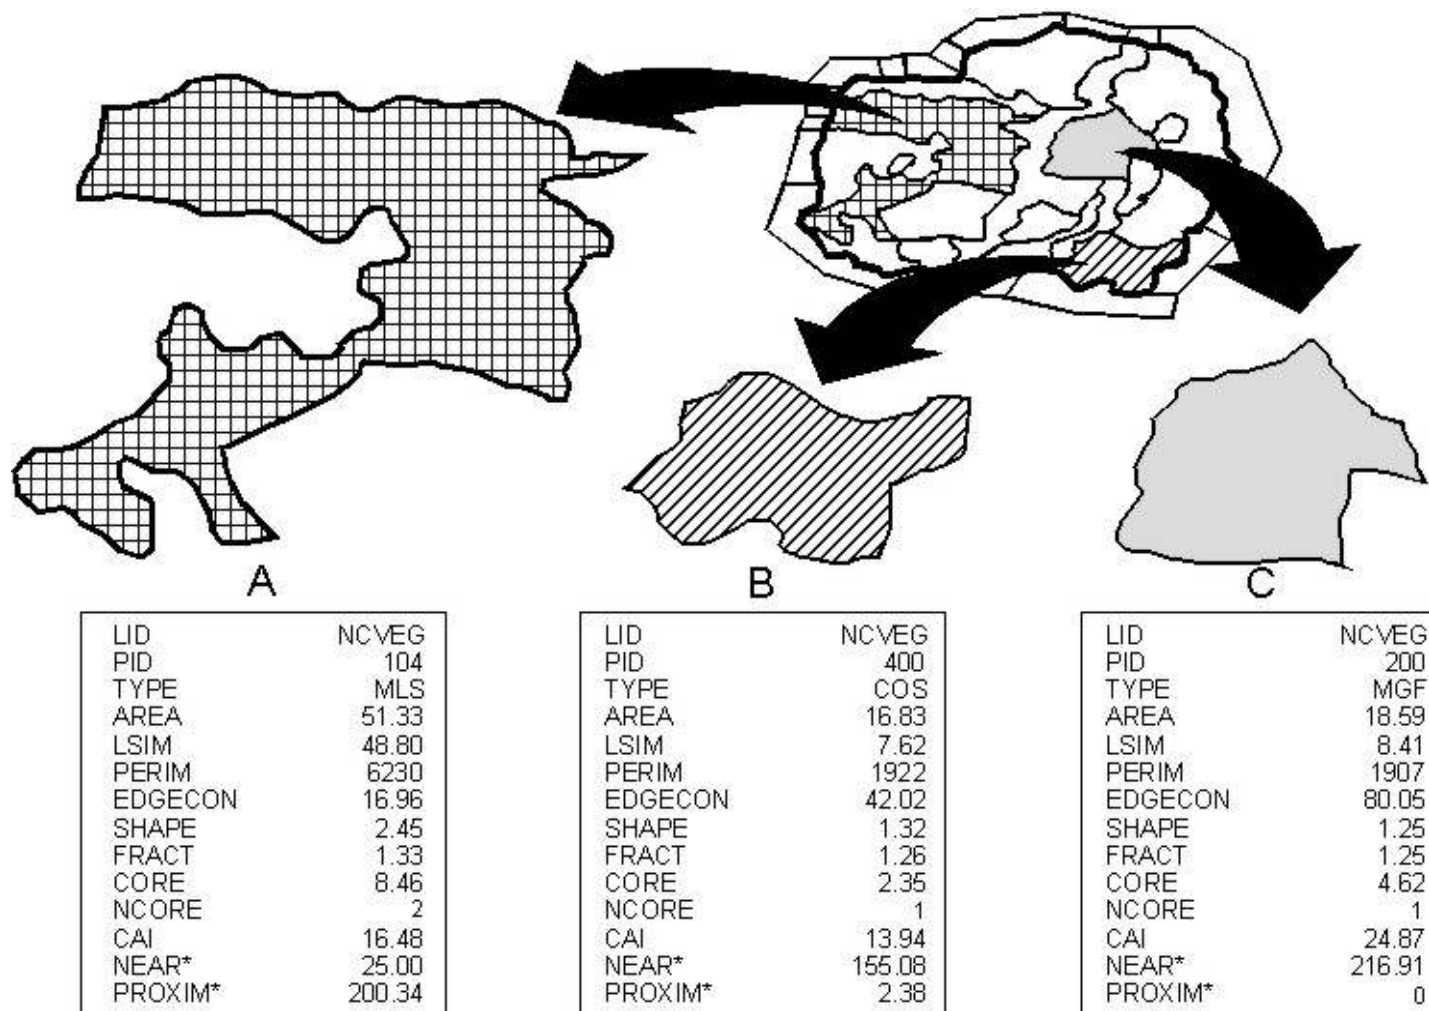 A
B
C
LID NCVEG
PID 104
TYPE MLS
AREA 51.33
LSIM 48.80
PERIM 6230
EDGECON 16.96
SHAPE 2.45
FRACT 1.33
CORE 8.46
NCORE 2
CAI 16.48
NEAR* 25.00
PROXIM* 200.34
LID NCVEG
PID 400
TYPE COS
AREA 16.83
LSIM 7.62
PERIM 1922
EDGECON 42.02
SHAPE 1.32
FRACT 1.26
CORE 2.35
NCORE 1
CAI 13.94
NEAR* 155.08
PROXIM* 2.38
LID NCVEG
PID 200
TYPE MGF
AREA 18.59
LSIM 8.41
PERIM 1907
EDGECON 80.05
SHAPE 1.25
FRACT 1.25
CORE 4.62
NCORE 1
CAI 24.87
NEAR* 216.91
PROXIM* 0